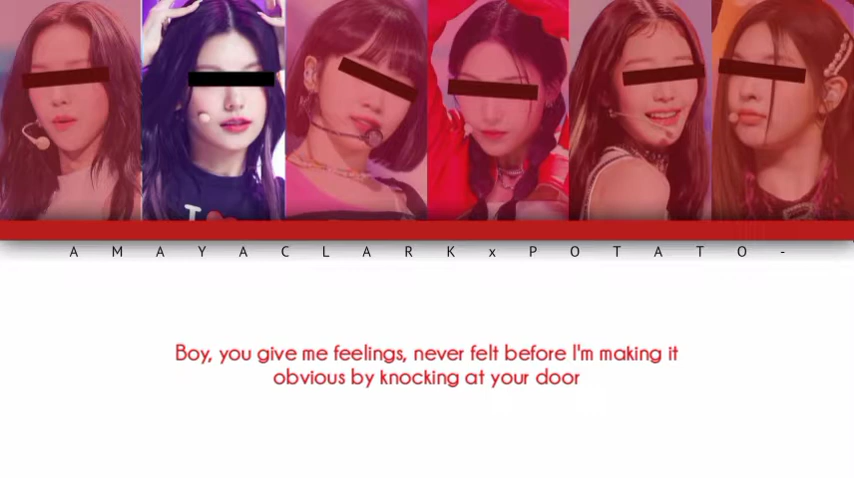 I
A M A Y A C L A R K x P O T A T O -
Boy, you give me feelings, never felt before I'm making it
obvious by knocking at your door